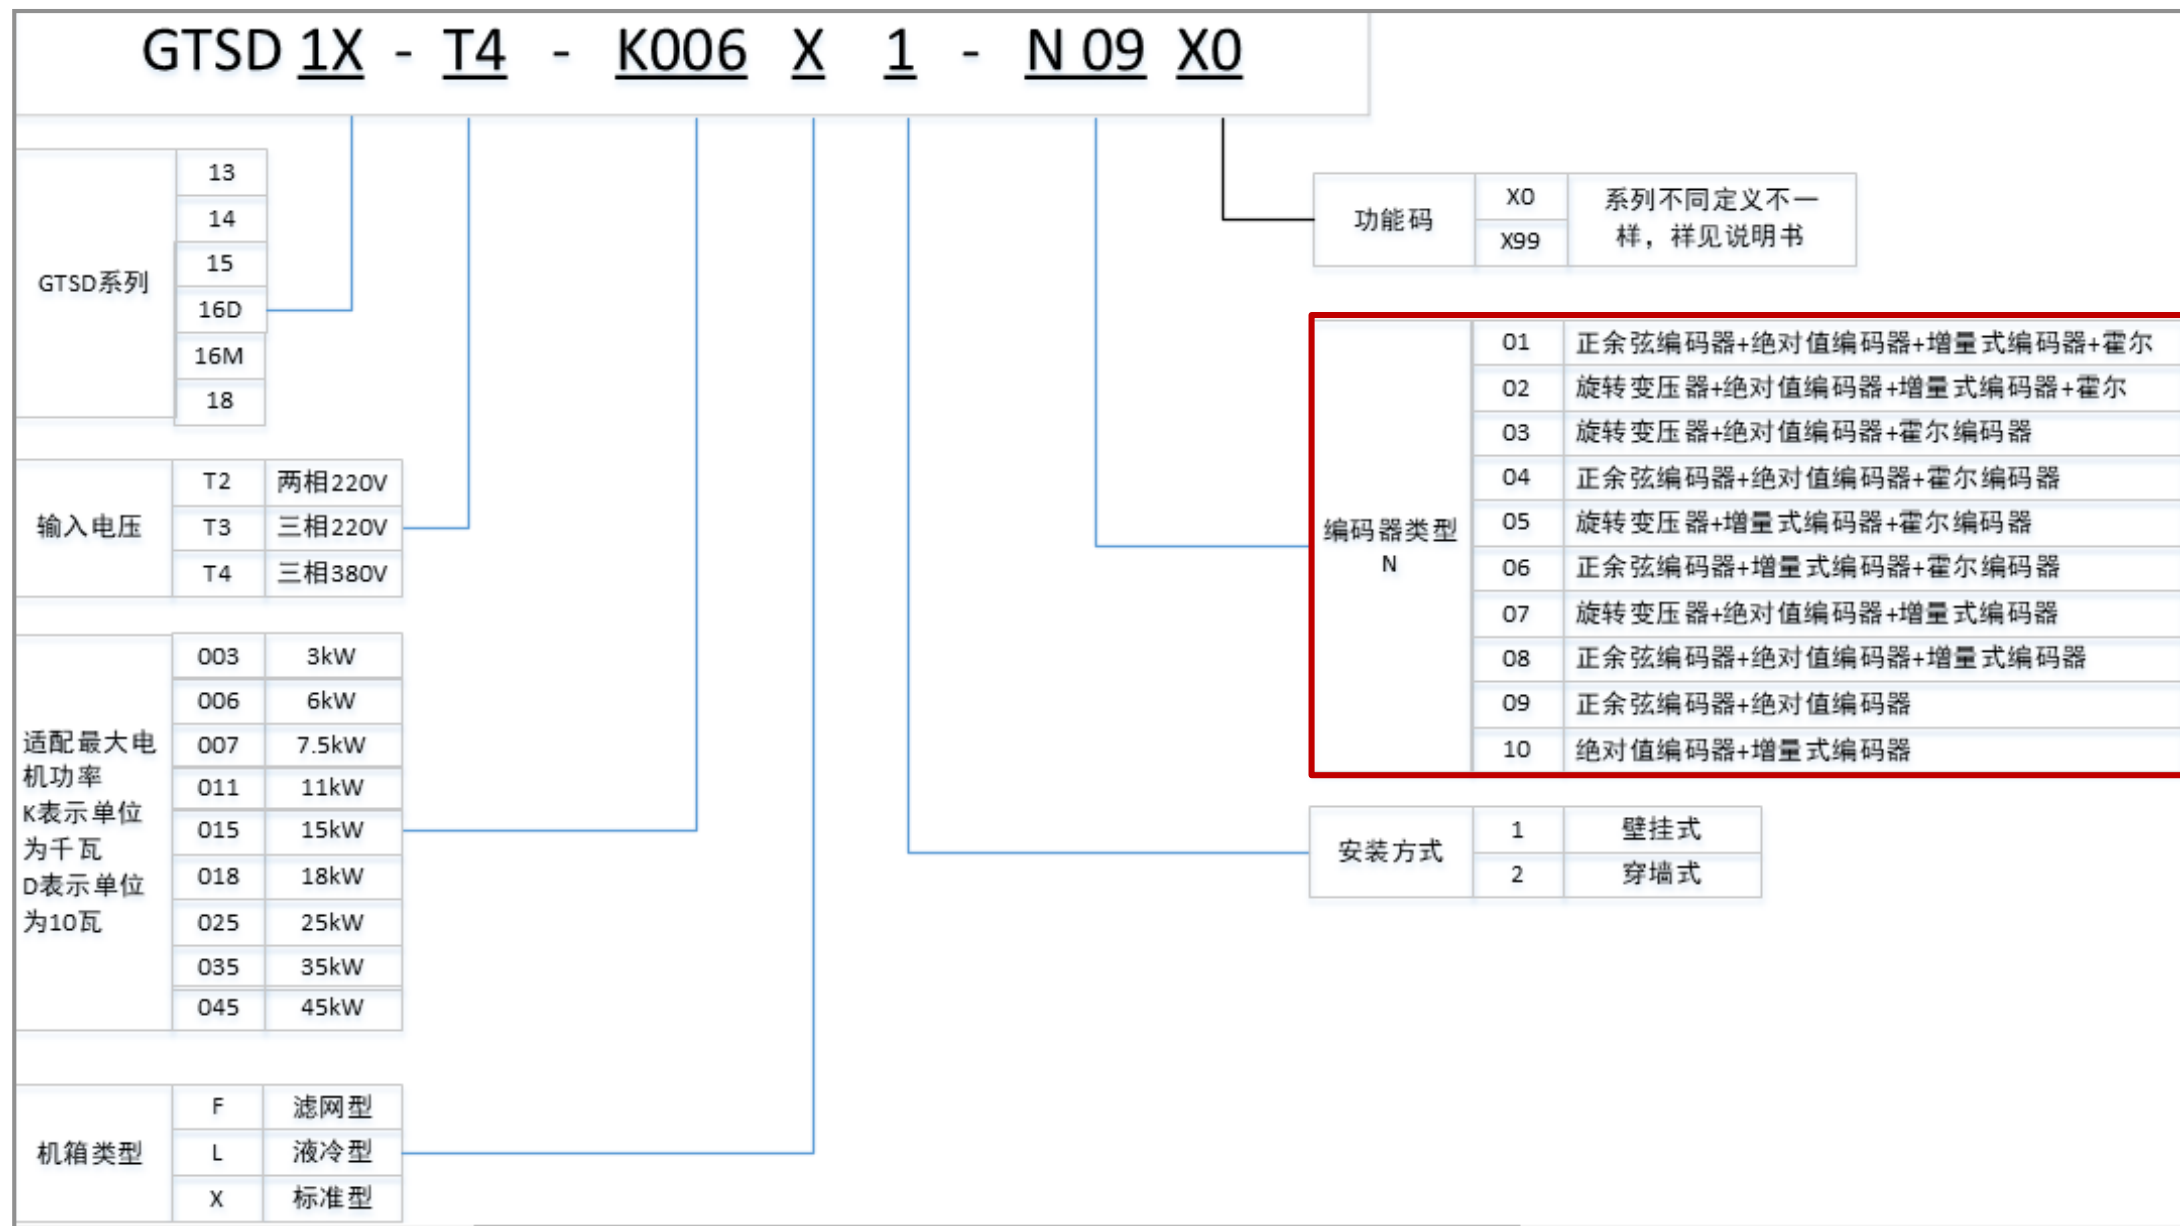 GTSD 1X - T4 - K006 X 1 - N 09 X0
GTSD系列
13
14
15
16D
16M
18
输入电压
T2 两相220V
T3 三相220V
T4 三相380V
适配最大电
机功率
K表示单位
为千瓦
D表示单位
为10瓦
003 3kW
006 6kW
007 7.5kW
011 11kW
015 15kW
018 18kW
025 25kW
035 35kW
045 45kW
机箱类型
F 滤网型
L 液冷型
X 标准型
功能码
X0
X99
系列不同定义不一
样，祥见说明书
编码器类型
N
01 正余弦编码器+绝对值编码器+增量式编码器+霍尔
02 旋转变压器+绝对值编码器+增量式编码器+霍尔
03 旋转变压器+绝对值编码器+霍尔编码器
04 正余弦编码器+绝对值编码器+霍尔编码器
05 旋转变压器+增量式编码器+霍尔编码器
06 正余弦编码器+增量式编码器+霍尔编码器
07 旋转变压器+绝对值编码器+增量式编码器
08 正余弦编码器+绝对值编码器+增量式编码器
09 正余弦编码器+绝对值编码器
10 绝对值编码器+增量式编码器
安装方式
1 壁挂式
2 穿墙式